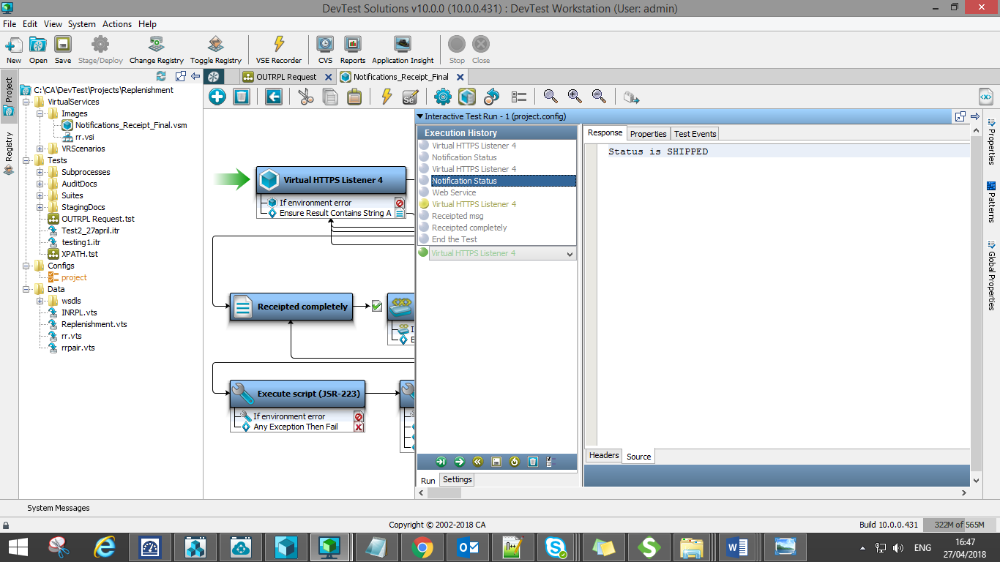 DevTest Solutions v10.0.0 (10.0.0.431) : DevTest Workstation (User: admin)
File Edit View System Actions Help
New Open Save Stage/Deploy Change Registry Toggle Registry VSE Recorder CVS Reports Application Insight Stop Close
Project
Registry
C:\CA\DevTest\Projects\Replenishment
VirtualServices
Images
Notifications_Receipt_Final.vsm
rr.vsi
VRScenarios
Tests
Subprocesses
AuditDocs
Suites
StagingDocs
OUTRPL Request.tst
Test2_27april.itr
testing1.itr
XPATH.tst
Configs
project
Data
wsdls
INRPL.vts
Replenishment.vts
rr.vts
rrpair.vts
OUTRPL Request Notifications_Receipt_Final
Virtual HTTPS Listener 4
If environment error
Ensure Result Contains String A
Receipted completely
Execute script (JSR-223)
If environment error
Any Exception Then Fail
Interactive Test Run - 1 (project.config)
Execution History
Virtual HTTPS Listener 4
Notification Status
Virtual HTTPS Listener 4
Notification Status
Web Service
Virtual HTTPS Listener 4
Receipted msg
Receipted completely
End the Test
Virtual HTTPS Listener 4
Run Settings
Response Properties Test Events
Status is SHIPPED
Headers Source
Properties
Patterns
Global Properties
System Messages
Copyright © 2002-2018 CA
Build 10.0.0.431 322M of 565M
ENG
16:47
27/04/2018